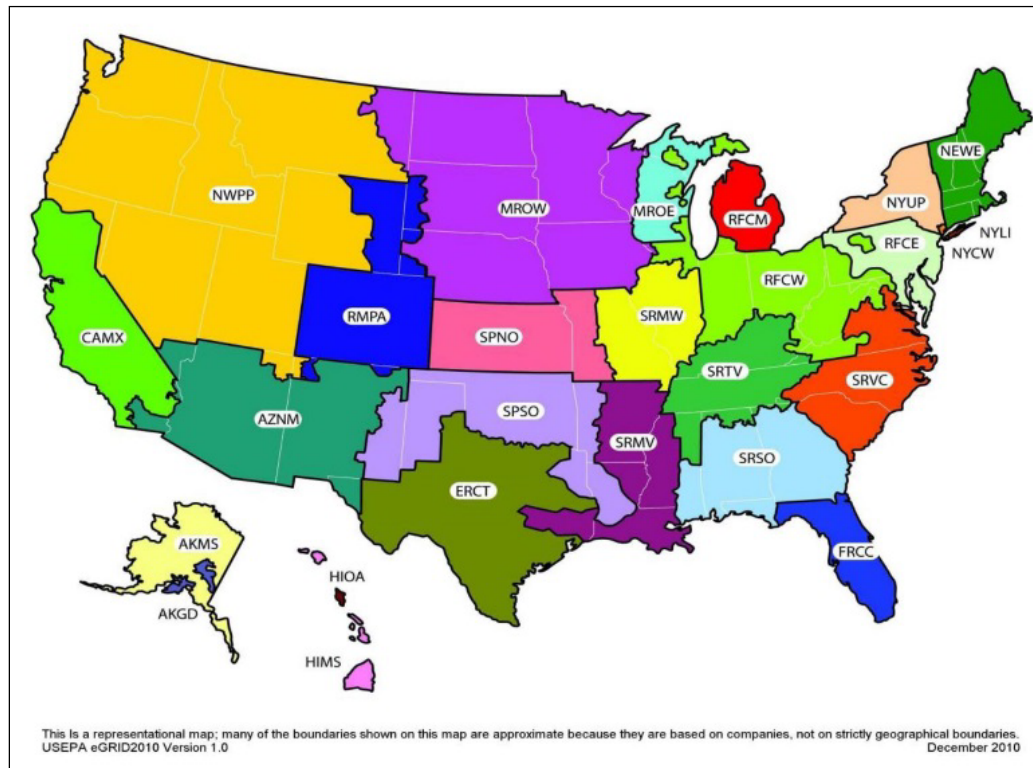 NEWE
NWPP
MROW
NYUP
MROE
RFCM
NYLI
RFCE
NYCW
RFCW
RMPA
SRMW
CAMX
SPNO
SRTV
SRVC
SPSO
AZNM
SRMV
SRSO
ERCT
AKMS
FRCC
HIOA
AKGD
HIMS
This Is a representational map; many of the boundaries shown on this map are approximate because they are based on companies, not on strictly geographical boundaries.
USEPA eGRID2010 Version 1.0
December 2010